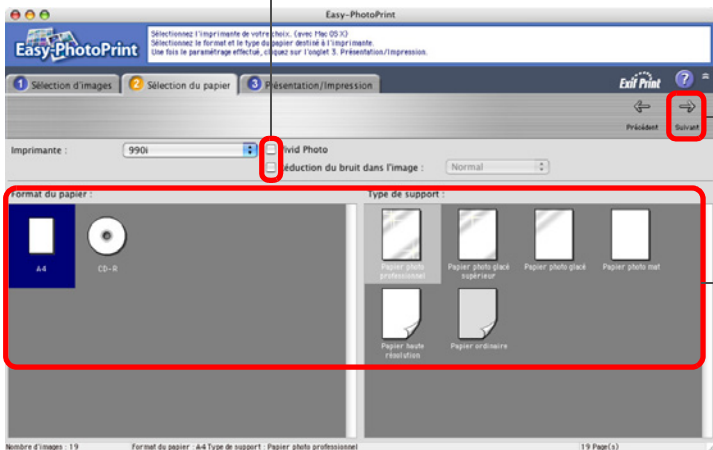 Easy-PhotoPrint
Easy-PhotoPrint
Sélectionnez l'imprimante de votre choix. (avec Mac OS X)
Sélectionnez le format et le type du papier destiné à l'imprimante.
Une fois le paramétrage effectué, cliquez sur l'onglet 3. Présentation/Impression.
1 Sélection d'images
2 Sélection du papier
3 Présentation/Impression
Exif Print
?
Précédent
Suivant
Imprimante :
990i
Vivid Photo
Réduction du bruit dans l'image :
Normal
Format du papier :
Type de support :
A4
CD-R
Papier photo
professionnel
Papier photo glacé
supérieur
Papier photo glacé
Papier photo mat
Papier haute
résolution
Papier ordinaire
Nombre d'images : 19
Format du papier : A4 Type de support : Papier photo professionnel
19 Page(s)